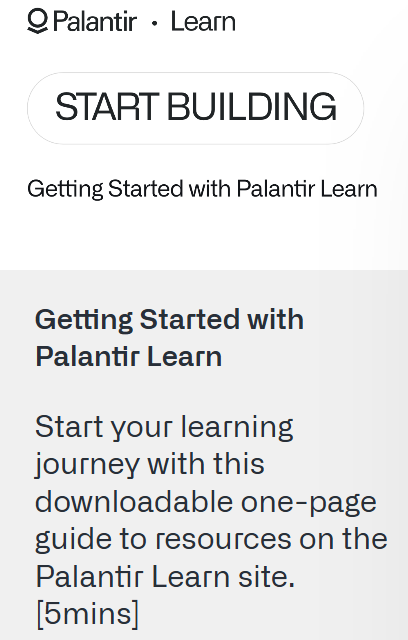 Palantir • Learn
START BUILDING
Getting Started with Palantir Learn
Getting Started with
Palantir Learn
Start your learning
journey with this
downloadable one-page
guide to resources on the
Palantir Learn site.
[5mins]